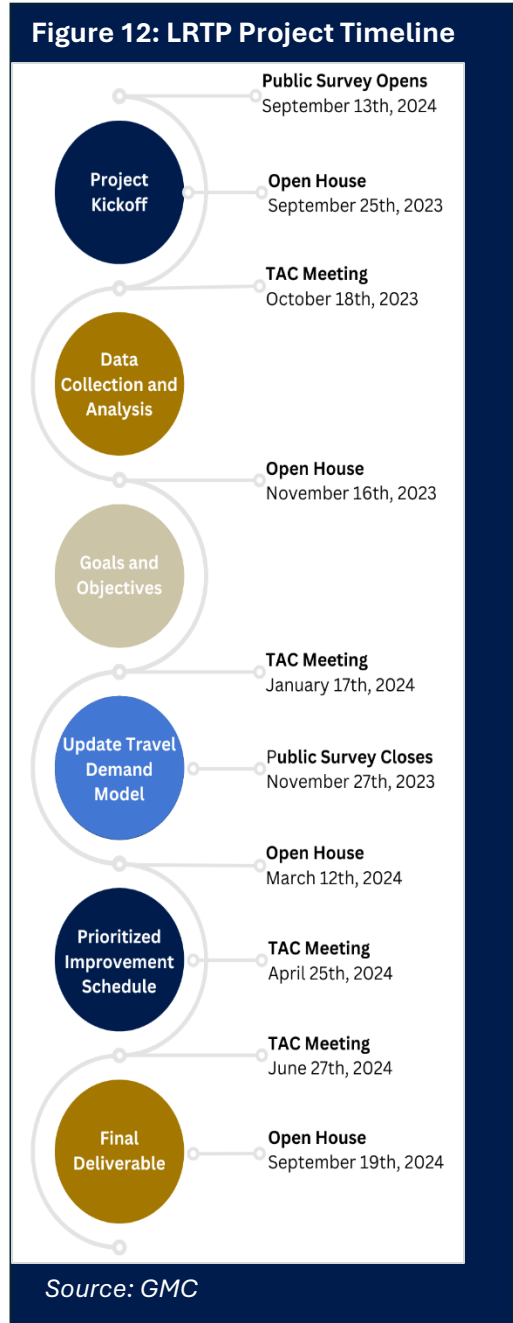 Figure 12: LRTP Project Timeline
Public Survey Opens
September 13th, 2024
Project
Kickoff
Open House
September 25th, 2023
TAC Meeting
October 18th, 2023
Data
Collection and
Analysis
Open House
November 16th, 2023
Goals and
Objectives
TAC Meeting
January 17th, 2024
Update Travel
Demand
Model
Public Survey Closes
November 27th, 2023
Open House
March 12th, 2024
Prioritized
Improvement
Schedule
TAC Meeting
April 25th, 2024
TAC Meeting
June 27th, 2024
Final
Deliverable
Open House
September 19th, 2024
Source: GMC